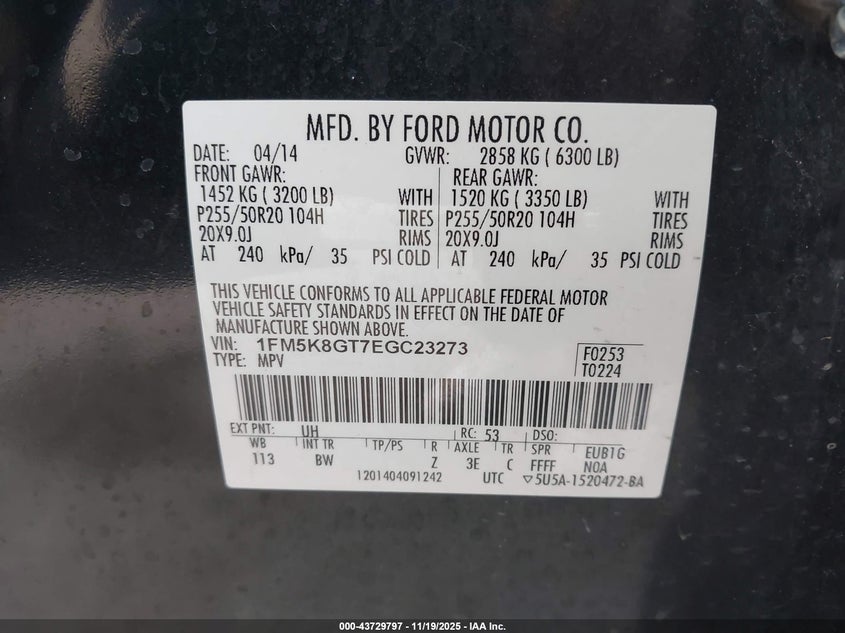 MFD. BY FORD MOTOR CO.
DATE: 04/14 GVWR: 2858 KG ( 6300 LB)
FRONT GAWR: REAR GAWR:
1452 KG ( 3200 LB) WITH 1520 KG ( 3350 LB) WITH
P255/50R20 104H TIRES P255/50R20 104H TIRES
20X9.0J RIMS 20X9.0J RIMS
AT 240 kPa/ 35 PSI COLD AT 240 kPa/ 35 PSI COLD
THIS VEHICLE CONFORMS TO ALL APPLICABLE FEDERAL MOTOR
VEHICLE SAFETY STANDARDS IN EFFECT ON THE DATE OF
MANUFACTURE SHOWN ABOVE.
VIN: 1FM5K8GT7EGC23273
TYPE: MPV
F0253
T0224
EXT PNT: UH RC: 53 DSO:
WB INT TR TP/PS R AXLE TR SPR EUB1G
113 BW Z 3E C FFFF NOA
1201404091242 UTC ▽5U5A-1520472-BA
000-43729797 - 11/19/2025 - IAA Inc.